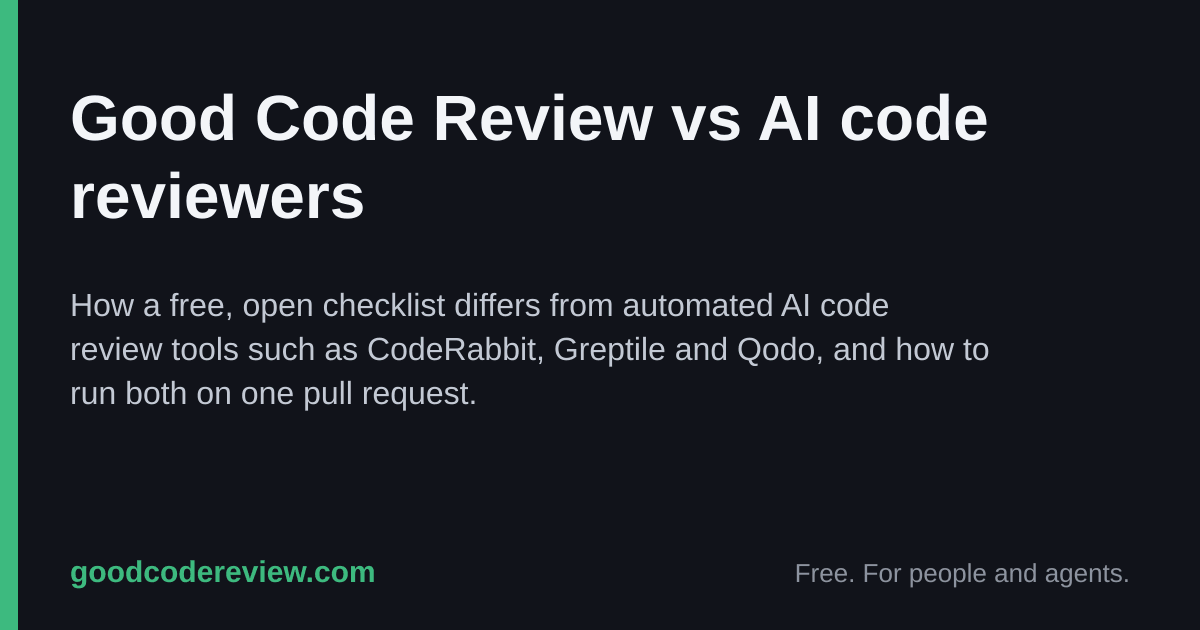 Good Code Review vs AI code
reviewers
How a free, open checklist differs from automated AI code
review tools such as CodeRabbit, Greptile and Qodo, and how to
run both on one pull request.
goodcodereview.com
Free. For people and agents.